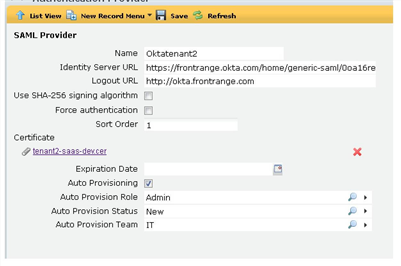 List View New Record Menu Save Refresh
SAML Provider
Name Oktatenant2
Identity Server URL https://frontrange.okta.com/home/generic-saml/0oa16re
Logout URL http://okta.frontrange.com
Use SHA-256 signing algorithm
Force authentication
Sort Order 1
Certificate
tenant2-saas-dev.cer
Expiration Date
Auto Provisioning
Auto Provision Role Admin
Auto Provision Status New
Auto Provision Team IT